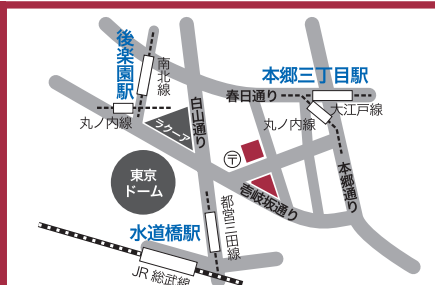 後楽園駅
南北線
丸ノ内線
ラクーア
白山通り
春日通り
本郷三丁目駅
大江戸線
丸ノ内線
本郷通り
〒
壱岐坂通り
東京
ドーム
水道橋駅
都営三田線
JR 総武線